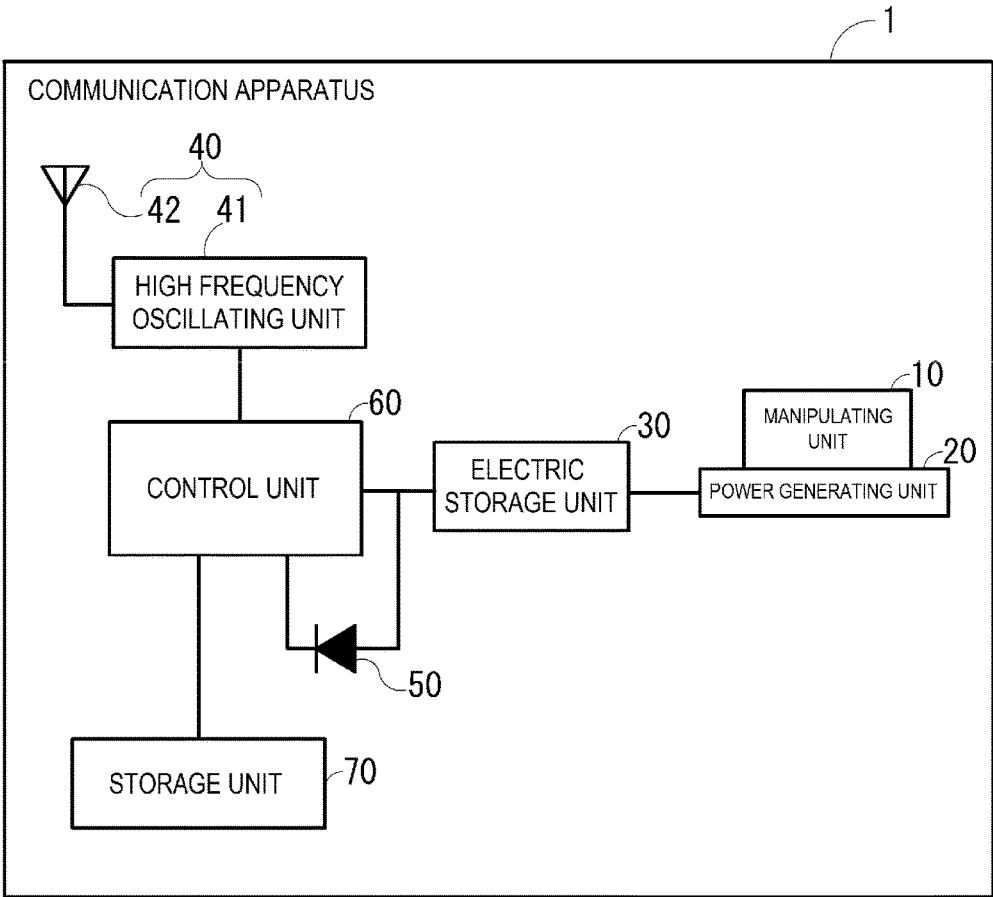 1
COMMUNICATION APPARATUS
40
42
41
HIGH FREQUENCY
OSCILLATING UNIT
60
CONTROL UNIT
30
ELECTRIC
STORAGE UNIT
10
MANIPULATING
UNIT
20
POWER GENERATING UNIT
50
STORAGE UNIT
70